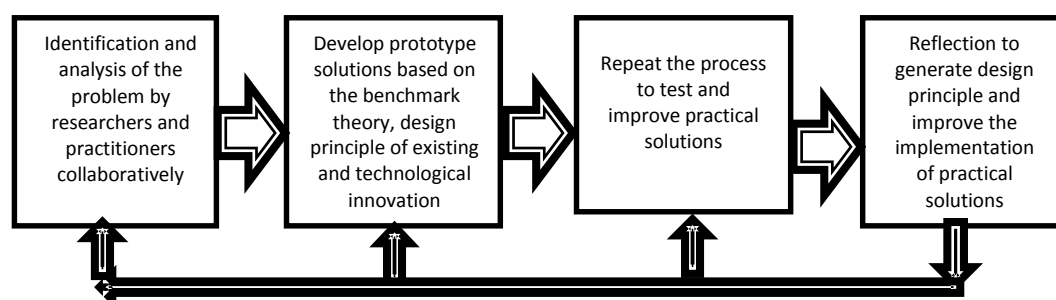 Identification and
analysis of the
problem by
researchers and
practitioners
collaboratively
Develop prototype
solutions based on
the benchmark
theory, design
principle of existing
and technological
innovation
Repeat the process
to test and
improve practical
solutions
Reflection to
generate design
principle and
improve the
implementation
of practical
solutions